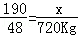 190/48 = x/720Kg